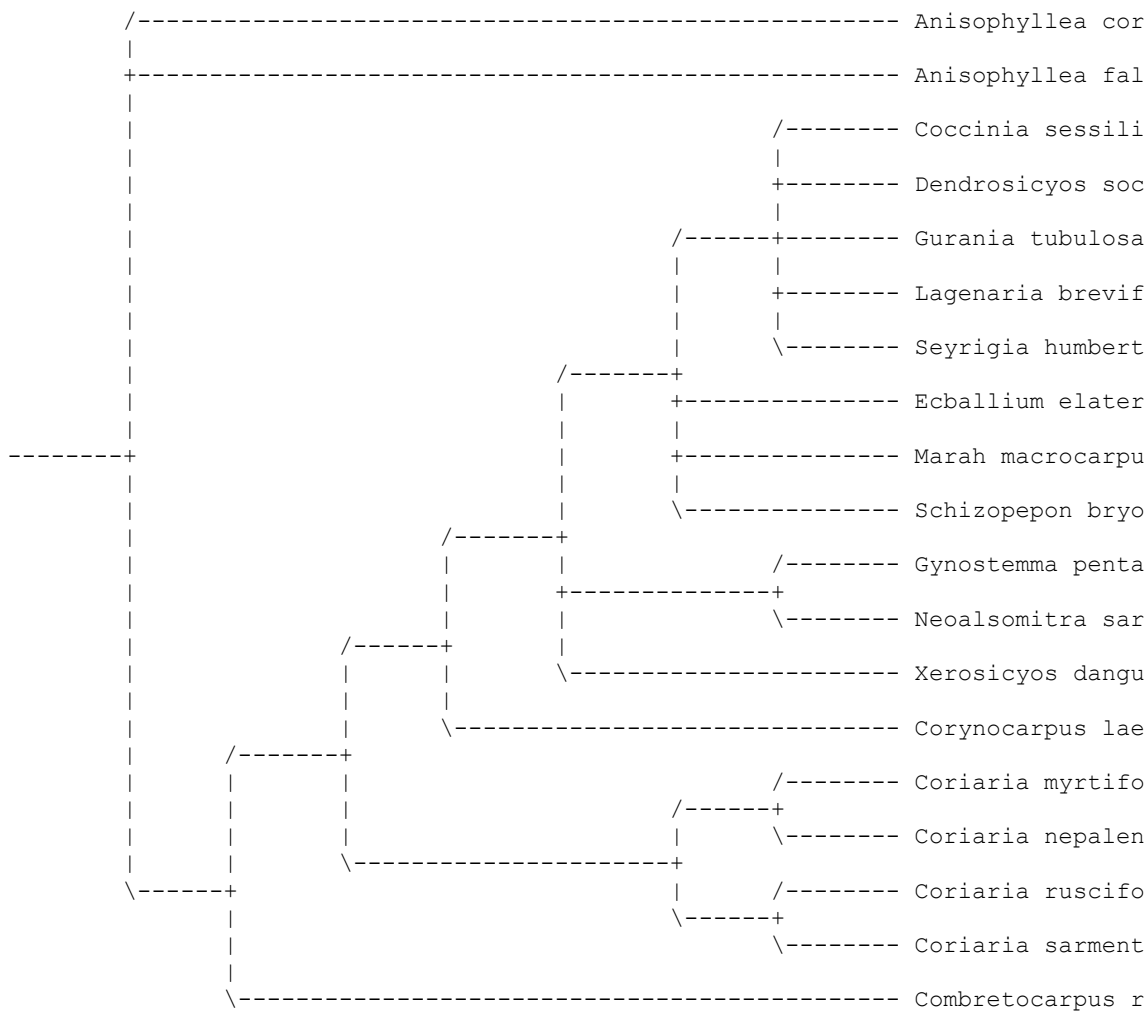 Anisophyllea cor
Anisophyllea fal
Coccinia sessili
Dendrosicyos soc
Gurania tubulosa
Lagenaria brevif
Seyrigia humbert
Ecballium elater
Marah macrocarpu
Schizopepon bryo
Gynostemma penta
Neoalsomitra sar
Xerosicyos dangu
Corynocarpus lae
Coriaria myrtifo
Coriaria nepalen
Coriaria ruscifo
Coriaria sarment
Combretocarpus r